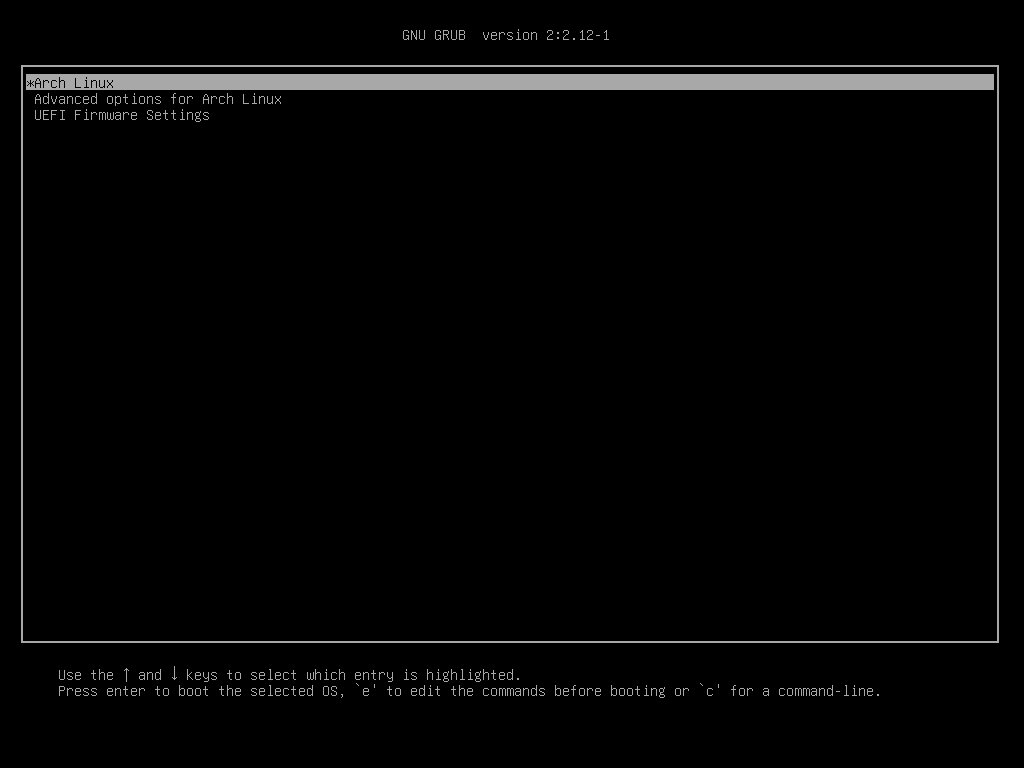 GNU GRUB  version 2:2.12-1
*Arch Linux
Advanced options for Arch Linux
UEFI Firmware Settings
Use the ↑ and ↓ keys to select which entry is highlighted.
Press enter to boot the selected OS, `e' to edit the commands before booting or `c' for a command-line.